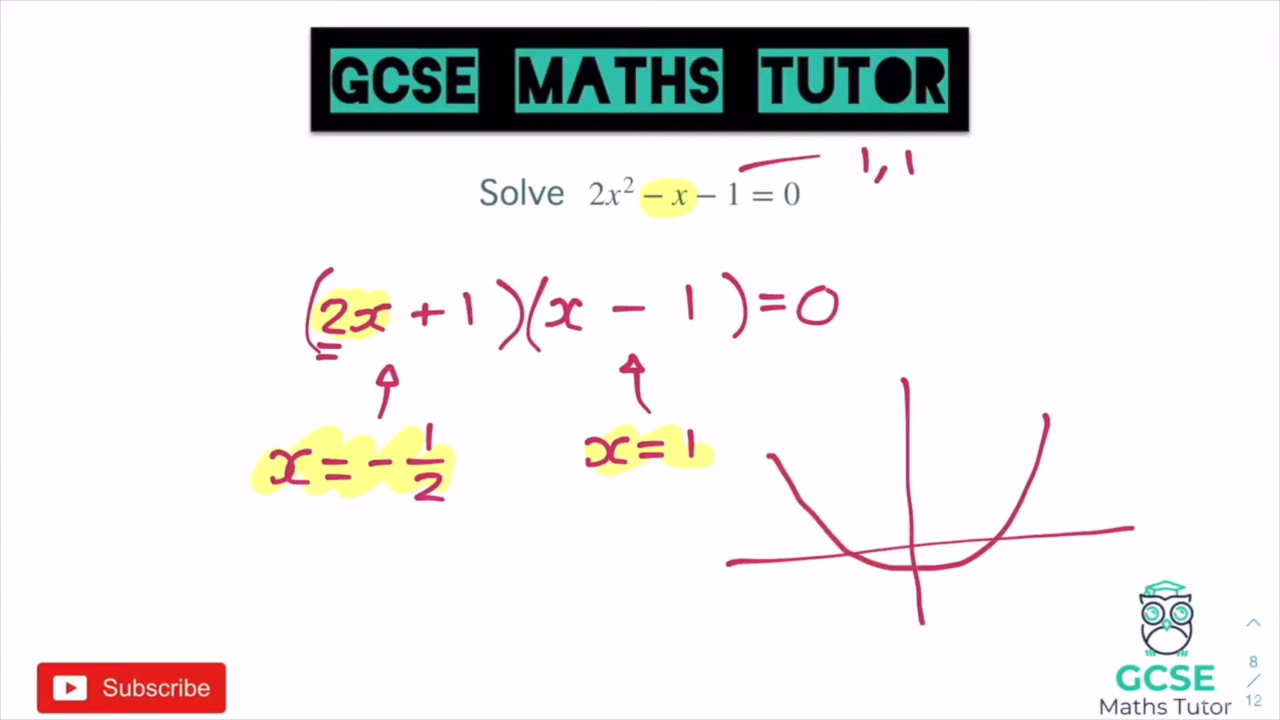 GCSE MATHS TUTOR
1, 1
Solve 2x² – x – 1 = 0
(2x + 1)(x - 1) = 0
x = -1/2
x = 1
Subscribe
GCSE
Maths Tutor
8
/
12